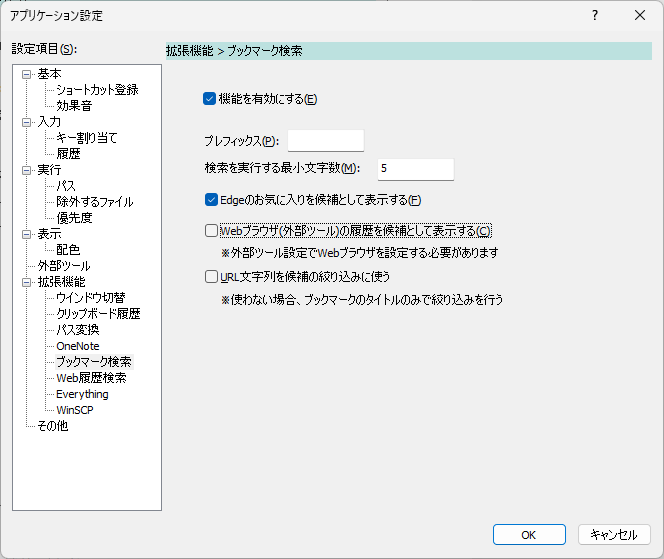 アプリケーション設定
?
設定項目(S):
基本
ショートカット登録
効果音
入力
キー割り当て
履歴
実行
パス
除外するファイル
優先度
表示
配色
外部ツール
拡張機能
ウインドウ切替
クリップボード履歴
パス変換
OneNote
ブックマーク検索
Web履歴検索
Everything
WinSCP
その他
拡張機能 > ブックマーク検索
機能を有効にする(E)
プレフィックス(P):
検索を実行する最小文字数(M): 5
Edgeのお気に入りを候補として表示する(F)
Webブラウザ(外部ツール)の履歴を候補として表示する(C)
※外部ツール設定でWebブラウザを設定する必要があります
URL文字列を候補の絞り込みに使う
※使わない場合、ブックマークのタイトルのみで絞り込みを行う
OK
キャンセル